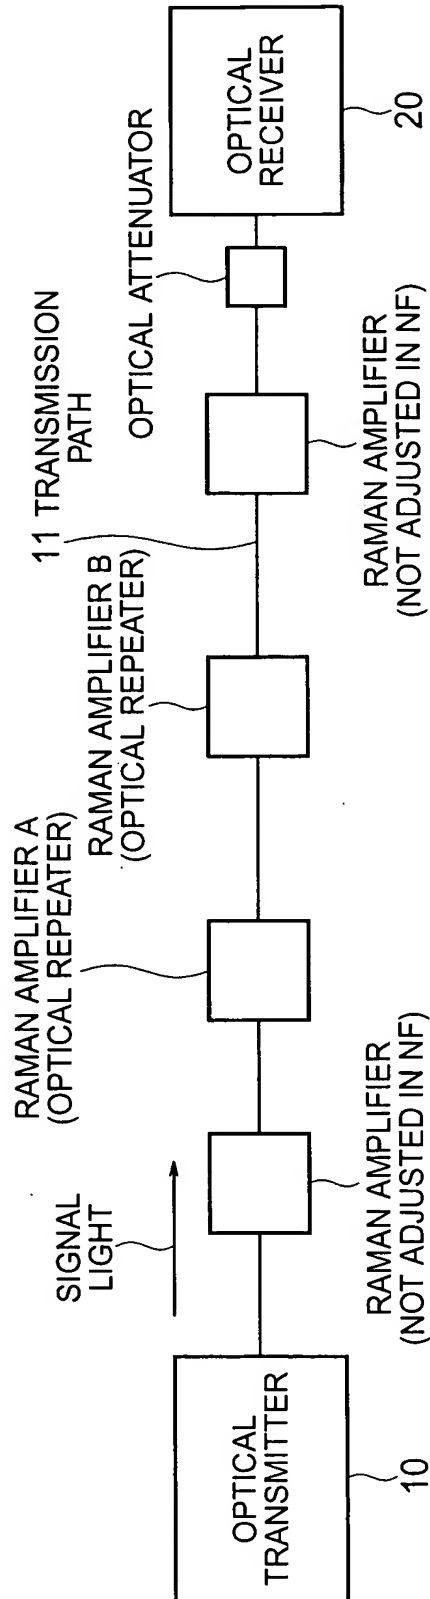 OPTICAL
TRANSMITTER
10
SIGNAL
LIGHT
RAMAN AMPLIFIER
(NOT ADJUSTED IN NF)
RAMAN AMPLIFIER A
(OPTICAL REPEATER)
RAMAN AMPLIFIER B
(OPTICAL REPEATER)
11 TRANSMISSION
PATH
RAMAN AMPLIFIER
(NOT ADJUSTED IN NF)
OPTICAL ATTENUATOR
OPTICAL
RECEIVER
20